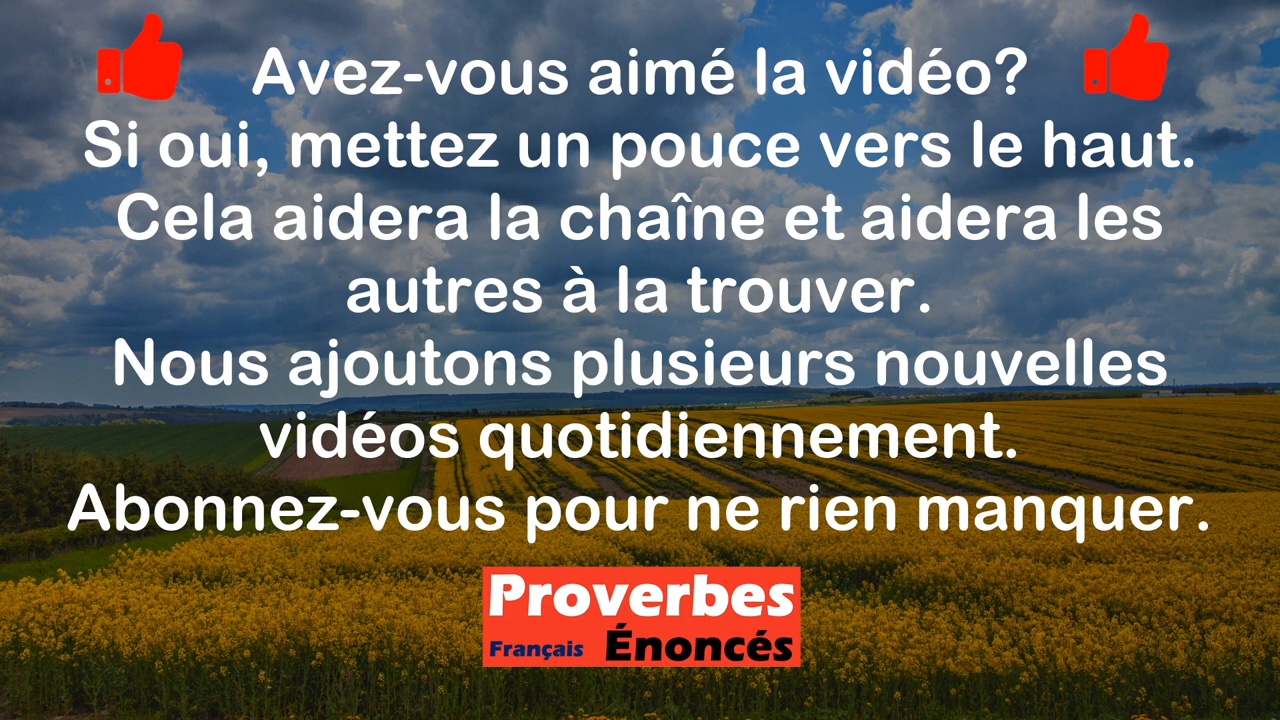 Avez-vous aimé la vidéo?
Si oui, mettez un pouce vers le haut.
Cela aidera la chaîne et aidera les
autres à la trouver.
Nous ajoutons plusieurs nouvelles
vidéos quotidiennement.
Abonnez-vous pour ne rien manquer.
Proverbes
Français Énoncés